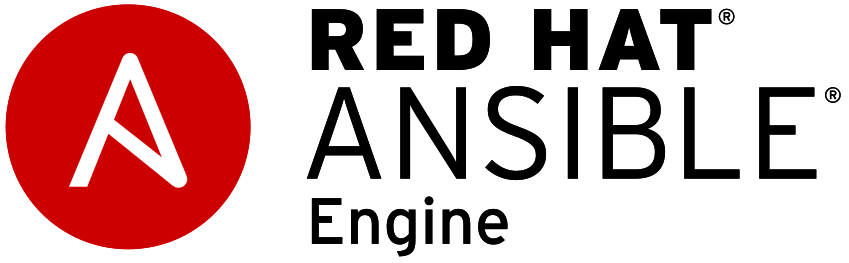 RED HAT®
ANSIBLE®
Engine